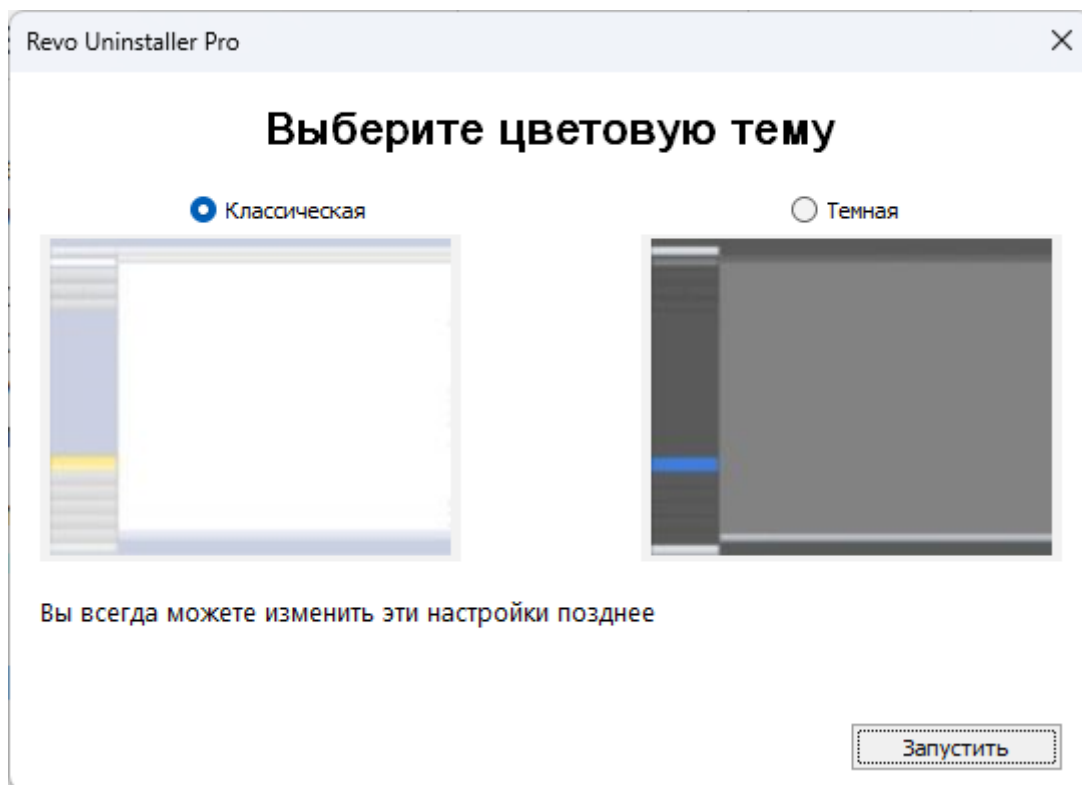 Revo Uninstaller Pro
Выберите цветовую тему
Классическая
Темная
Вы всегда можете изменить эти настройки позднее
Запустить